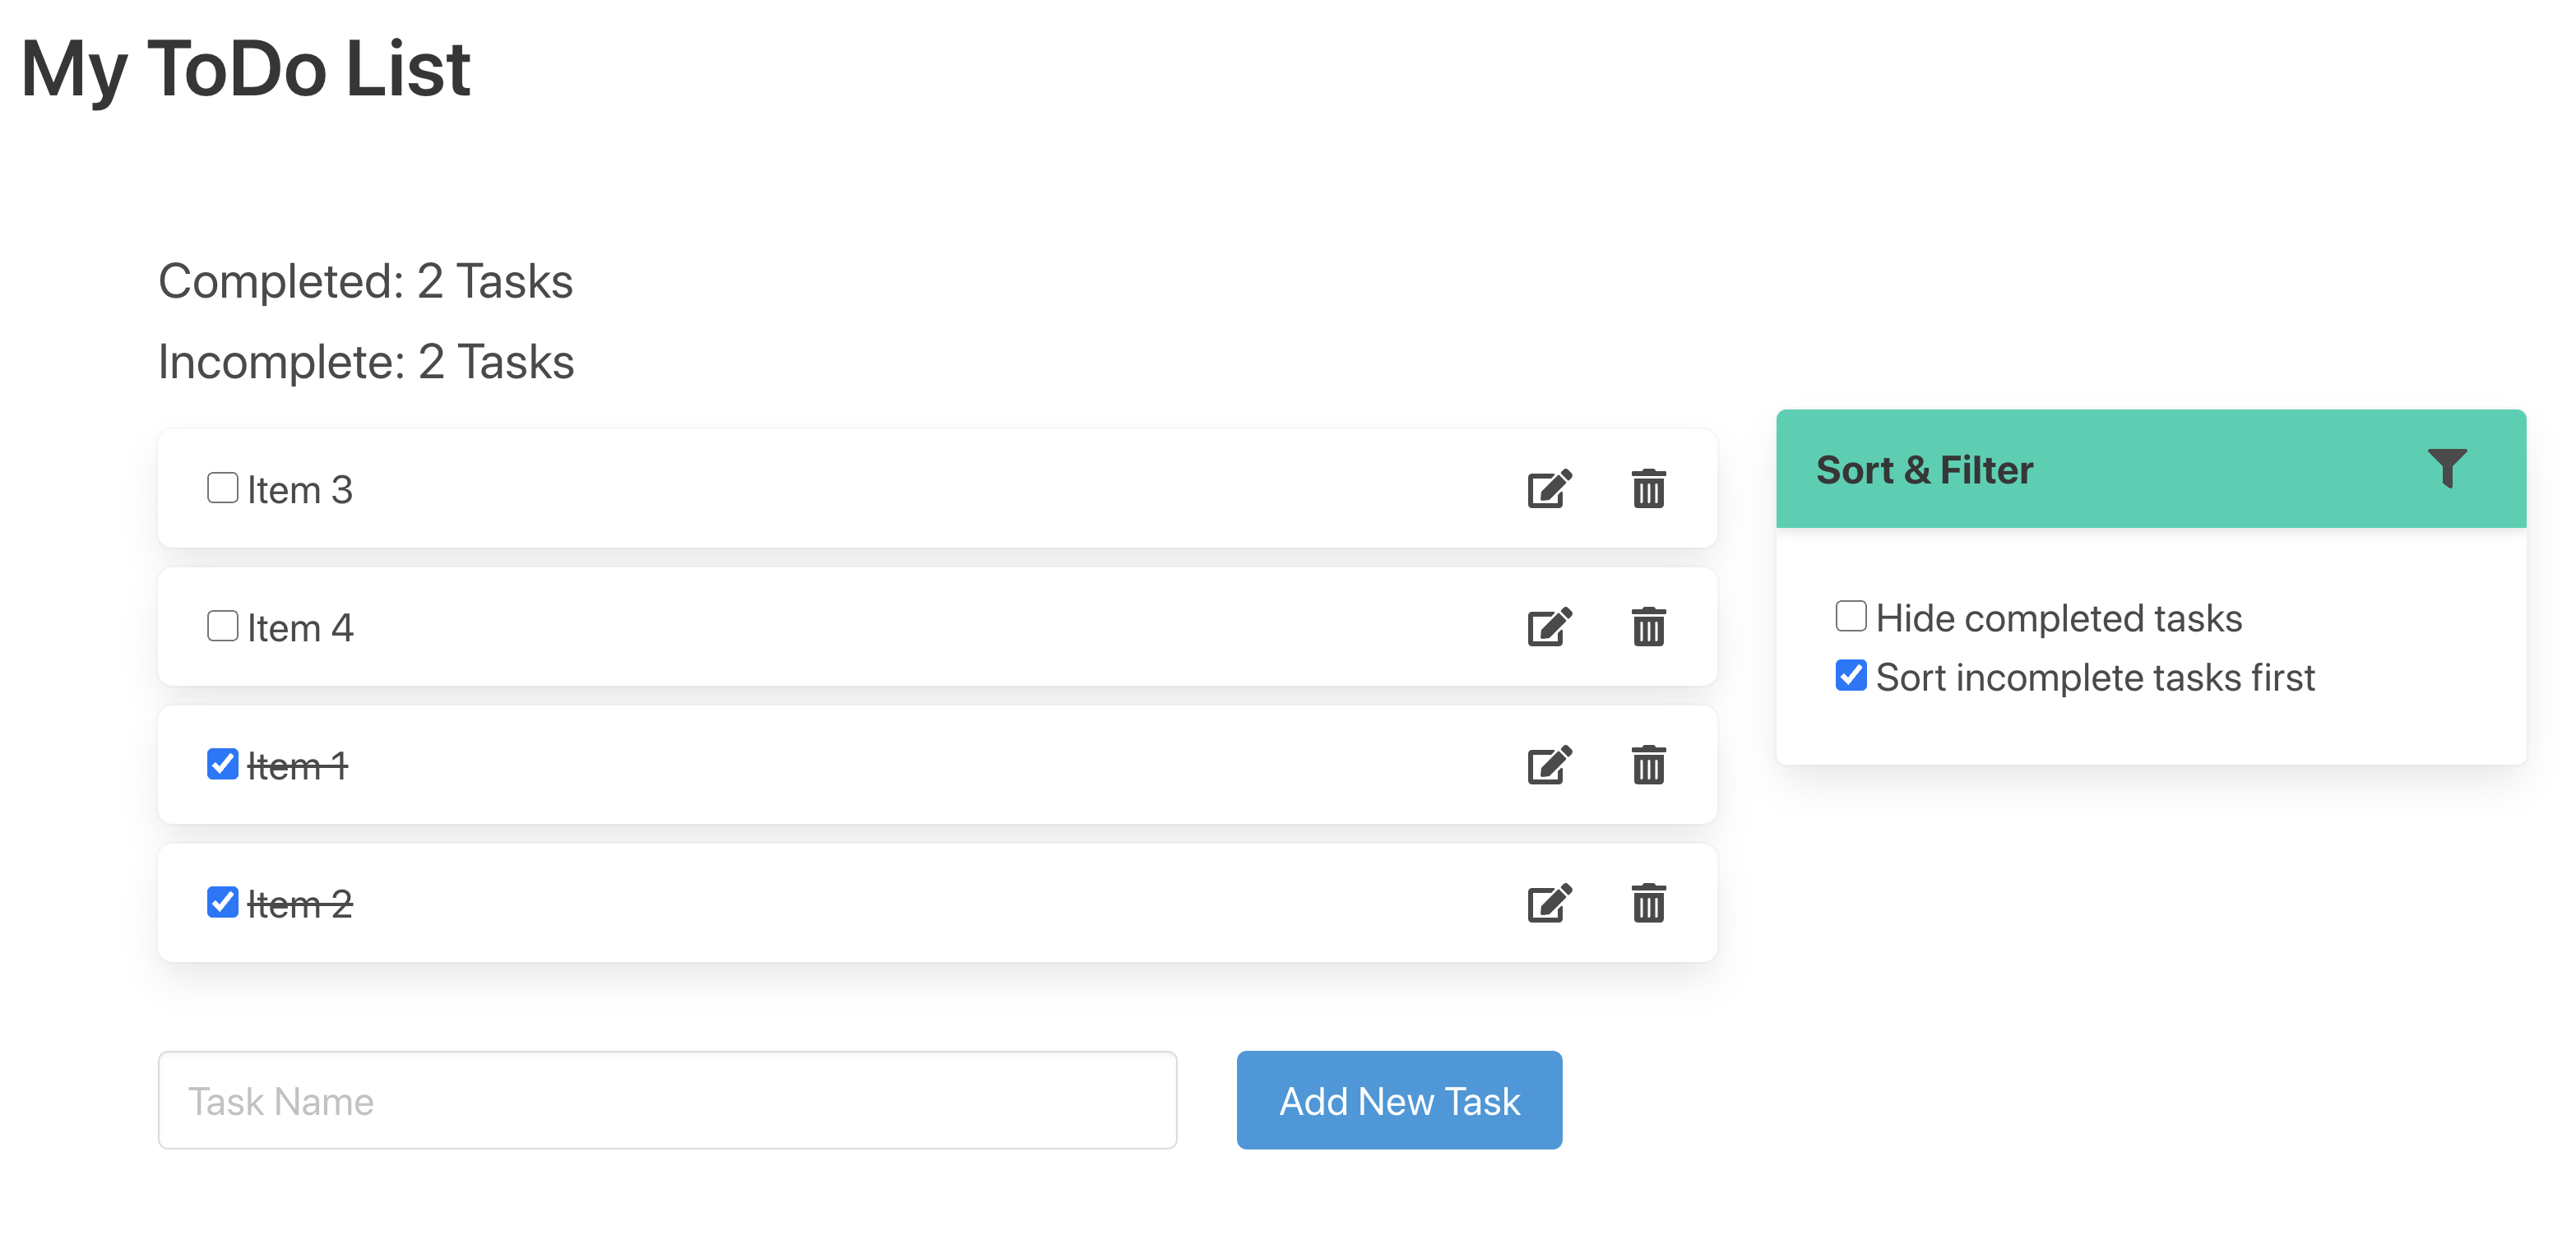 My ToDo List
Completed: 2 Tasks
Incomplete: 2 Tasks
Item 3
Item 4
Item 1
Item 2
Task Name
Add New Task
Sort & Filter
Hide completed tasks
Sort incomplete tasks first